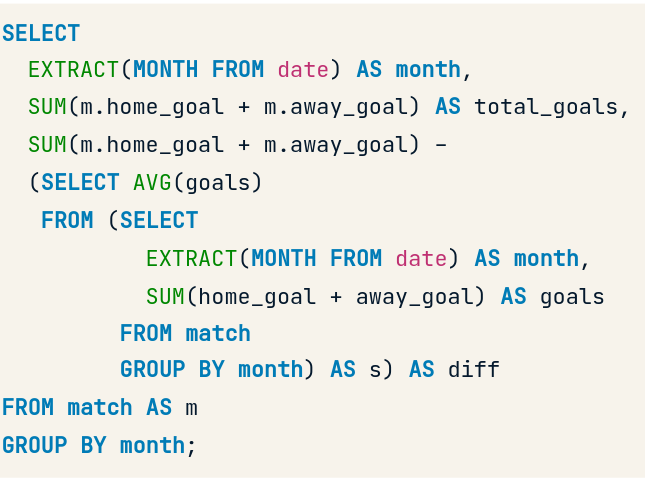 SELECT
EXTRACT(MONTH FROM date) AS month,
SUM(m.home_goal + m.away_goal) AS total_goals,
SUM(m.home_goal + m.away_goal) -
(SELECT AVG(goals)
FROM (SELECT
EXTRACT(MONTH FROM date) AS month,
SUM(home_goal + away_goal) AS goals
FROM match
GROUP BY month) AS s) AS diff
FROM match AS m
GROUP BY month;